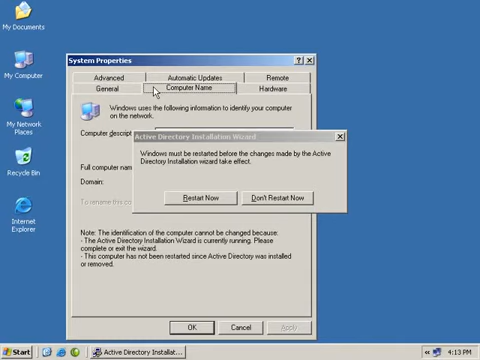 My Documents
My Computer
My Network
Places
Recycle Bin
Internet
Explorer
System Properties
Advanced
Automatic Updates
Remote
General
Computer Name
Hardware
Windows uses the following information to identify your computer
on the network.
Computer descript
Active Directory Installation Wizard
Windows must be restarted before the changes made by the Active
Directory Installation wizard take effect.
Restart Now
Don't Restart Now
Full computer nam
Domain:
To rename this con
Note: The identification of the computer cannot be changed because:
- The Active Directory Installation Wizard is currently running. Please
complete or exit the wizard.
- This computer has not been restarted since Active Directory was installed
or removed.
OK
Cancel
Apply
Start
Active Directory Installat...
4:13 PM